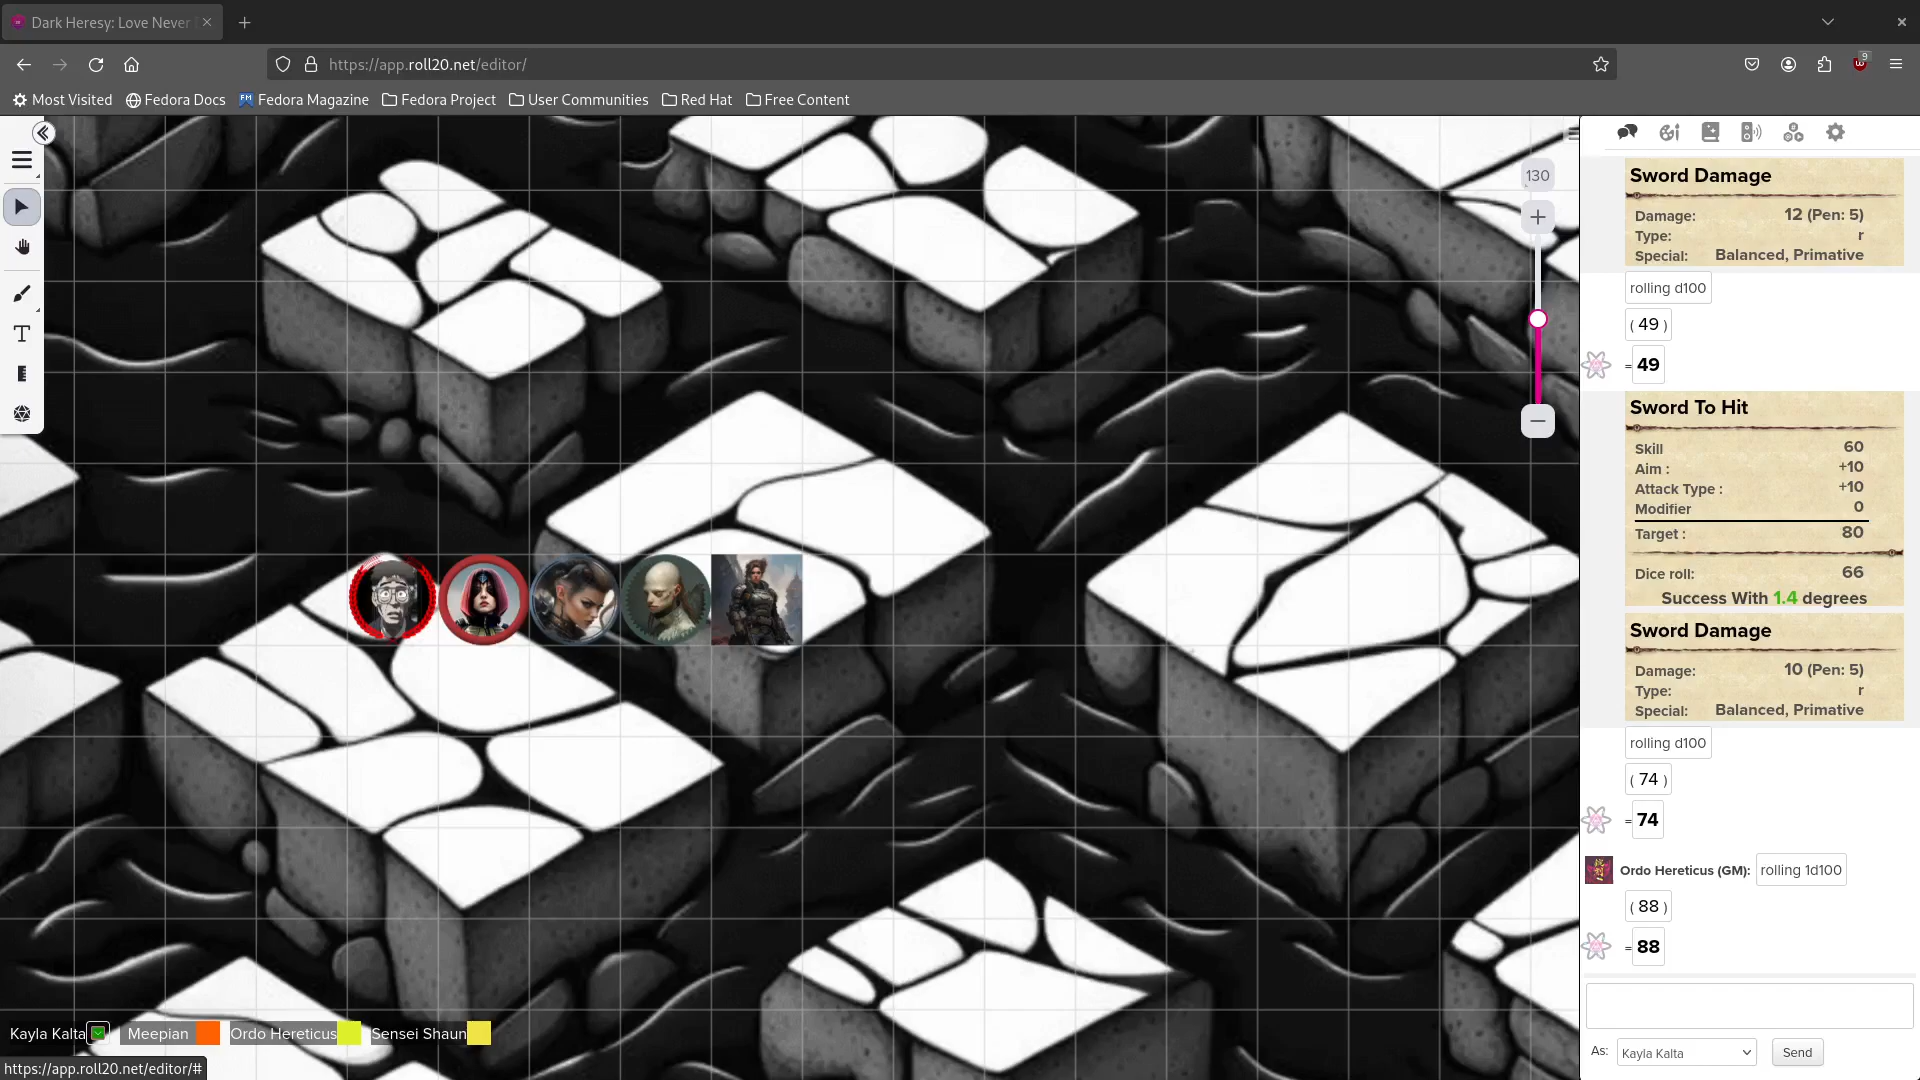 Dark Heresy: Love Never
https://app.roll20.net/editor/
9
Most Visited
Fedora Docs
Fedora Magazine
Fedora Project
User Communities
Red Hat
Free Content
130
Sword Damage
Damage: 12 (Pen: 5)
Type: r
Special: Balanced, Primative
rolling d100
( 49 )
= 49
Sword To Hit
Skill 60
Aim : +10
Attack Type : +10
Modifier 0
Target : 80
Dice roll: 66
Success With 1.4 degrees
Sword Damage
Damage: 10 (Pen: 5)
Type: r
Special: Balanced, Primative
rolling d100
( 74 )
= 74
Ordo Hereticus (GM): rolling 1d100
( 88 )
= 88
Kayla Kalta
Meepian
Ordo Hereticus
Sensei Shaun
As: Kayla Kalta Send
https://app.roll20.net/editor/#